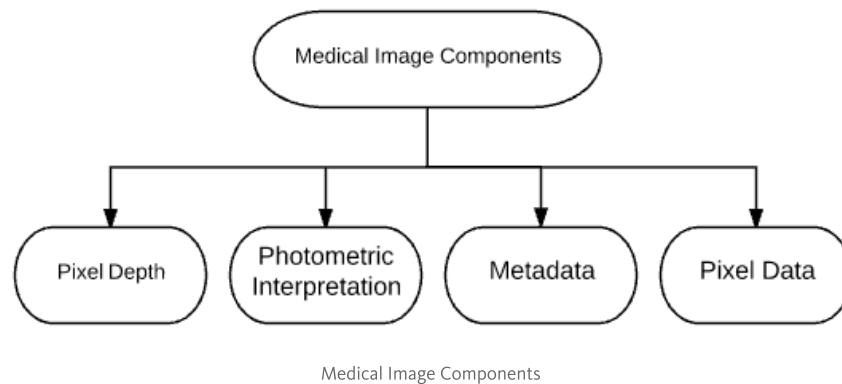 Medical Image Components
Pixel Depth
Photometric
Interpretation
Metadata
Pixel Data
Medical Image Components